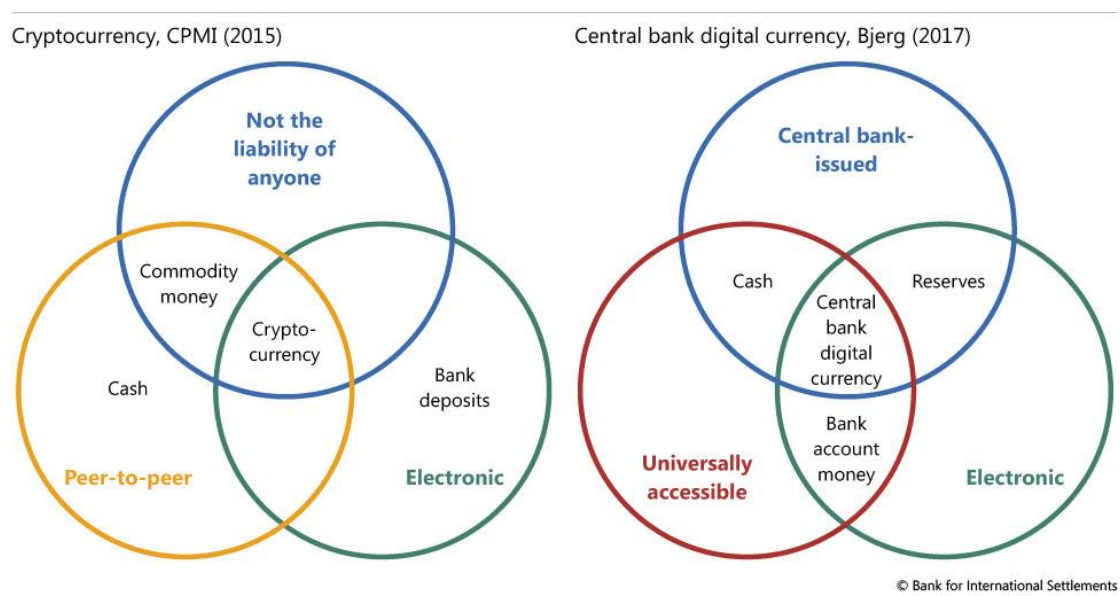 Cryptocurrency, CPMI (2015)
Not the
liability of
anyone
Commodity
money
Crypto-
currency
Cash
Bank
deposits
Peer-to-peer
Electronic
Central bank digital currency, Bjerg (2017)
Central bank-
issued
Cash
Reserves
Central
bank
digital
currency
Bank
account
money
Universally
accessible
Electronic
© Bank for International Settlements